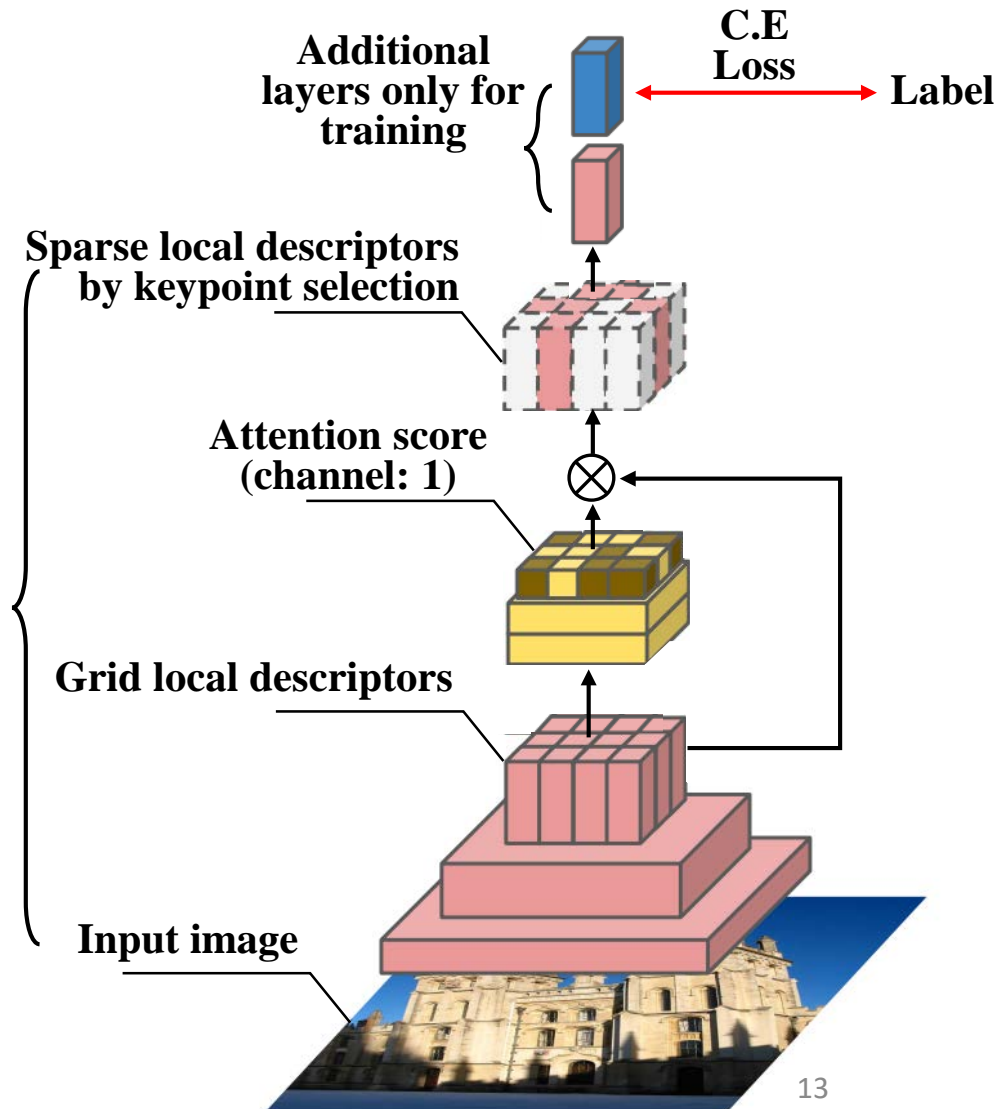 Additional
layers only for
training
C.E
Loss
Label
Sparse local descriptors
by keypoint selection
Attention score
(channel: 1)
Grid local descriptors
Input image
13